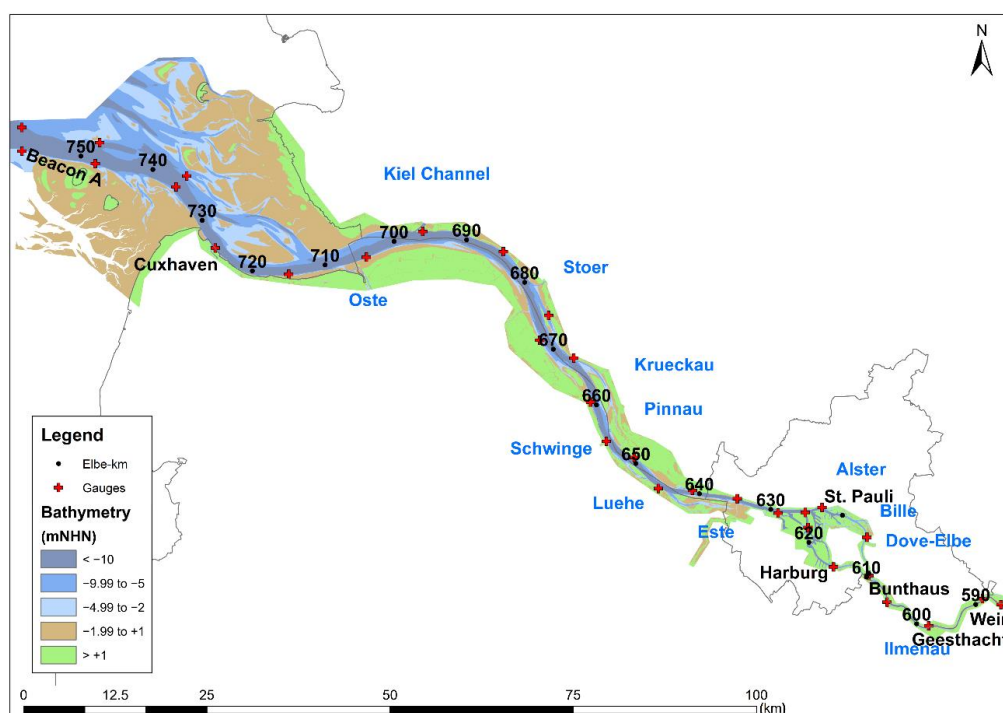 N
Kiel Channel
750
740
Beacon A
730
700
690
Cuxhaven
720
710
680
Stoer
Oste
670
Krueckau
660
Pinnau
Schwinge
650
Luehe
640
Alster
630
St. Pauli
Bille
Este
620
Dove-Elbe
Harburg
610
Bunthaus
590
600
Weir
Geesthacht
Ilmenau
Legend
Elbe-km
Gauges
Bathymetry
(mNHN)
< −10
−9.99 to −5
−4.99 to −2
−1.99 to +1
> +1
0 12.5 25 50 75 100
(km)